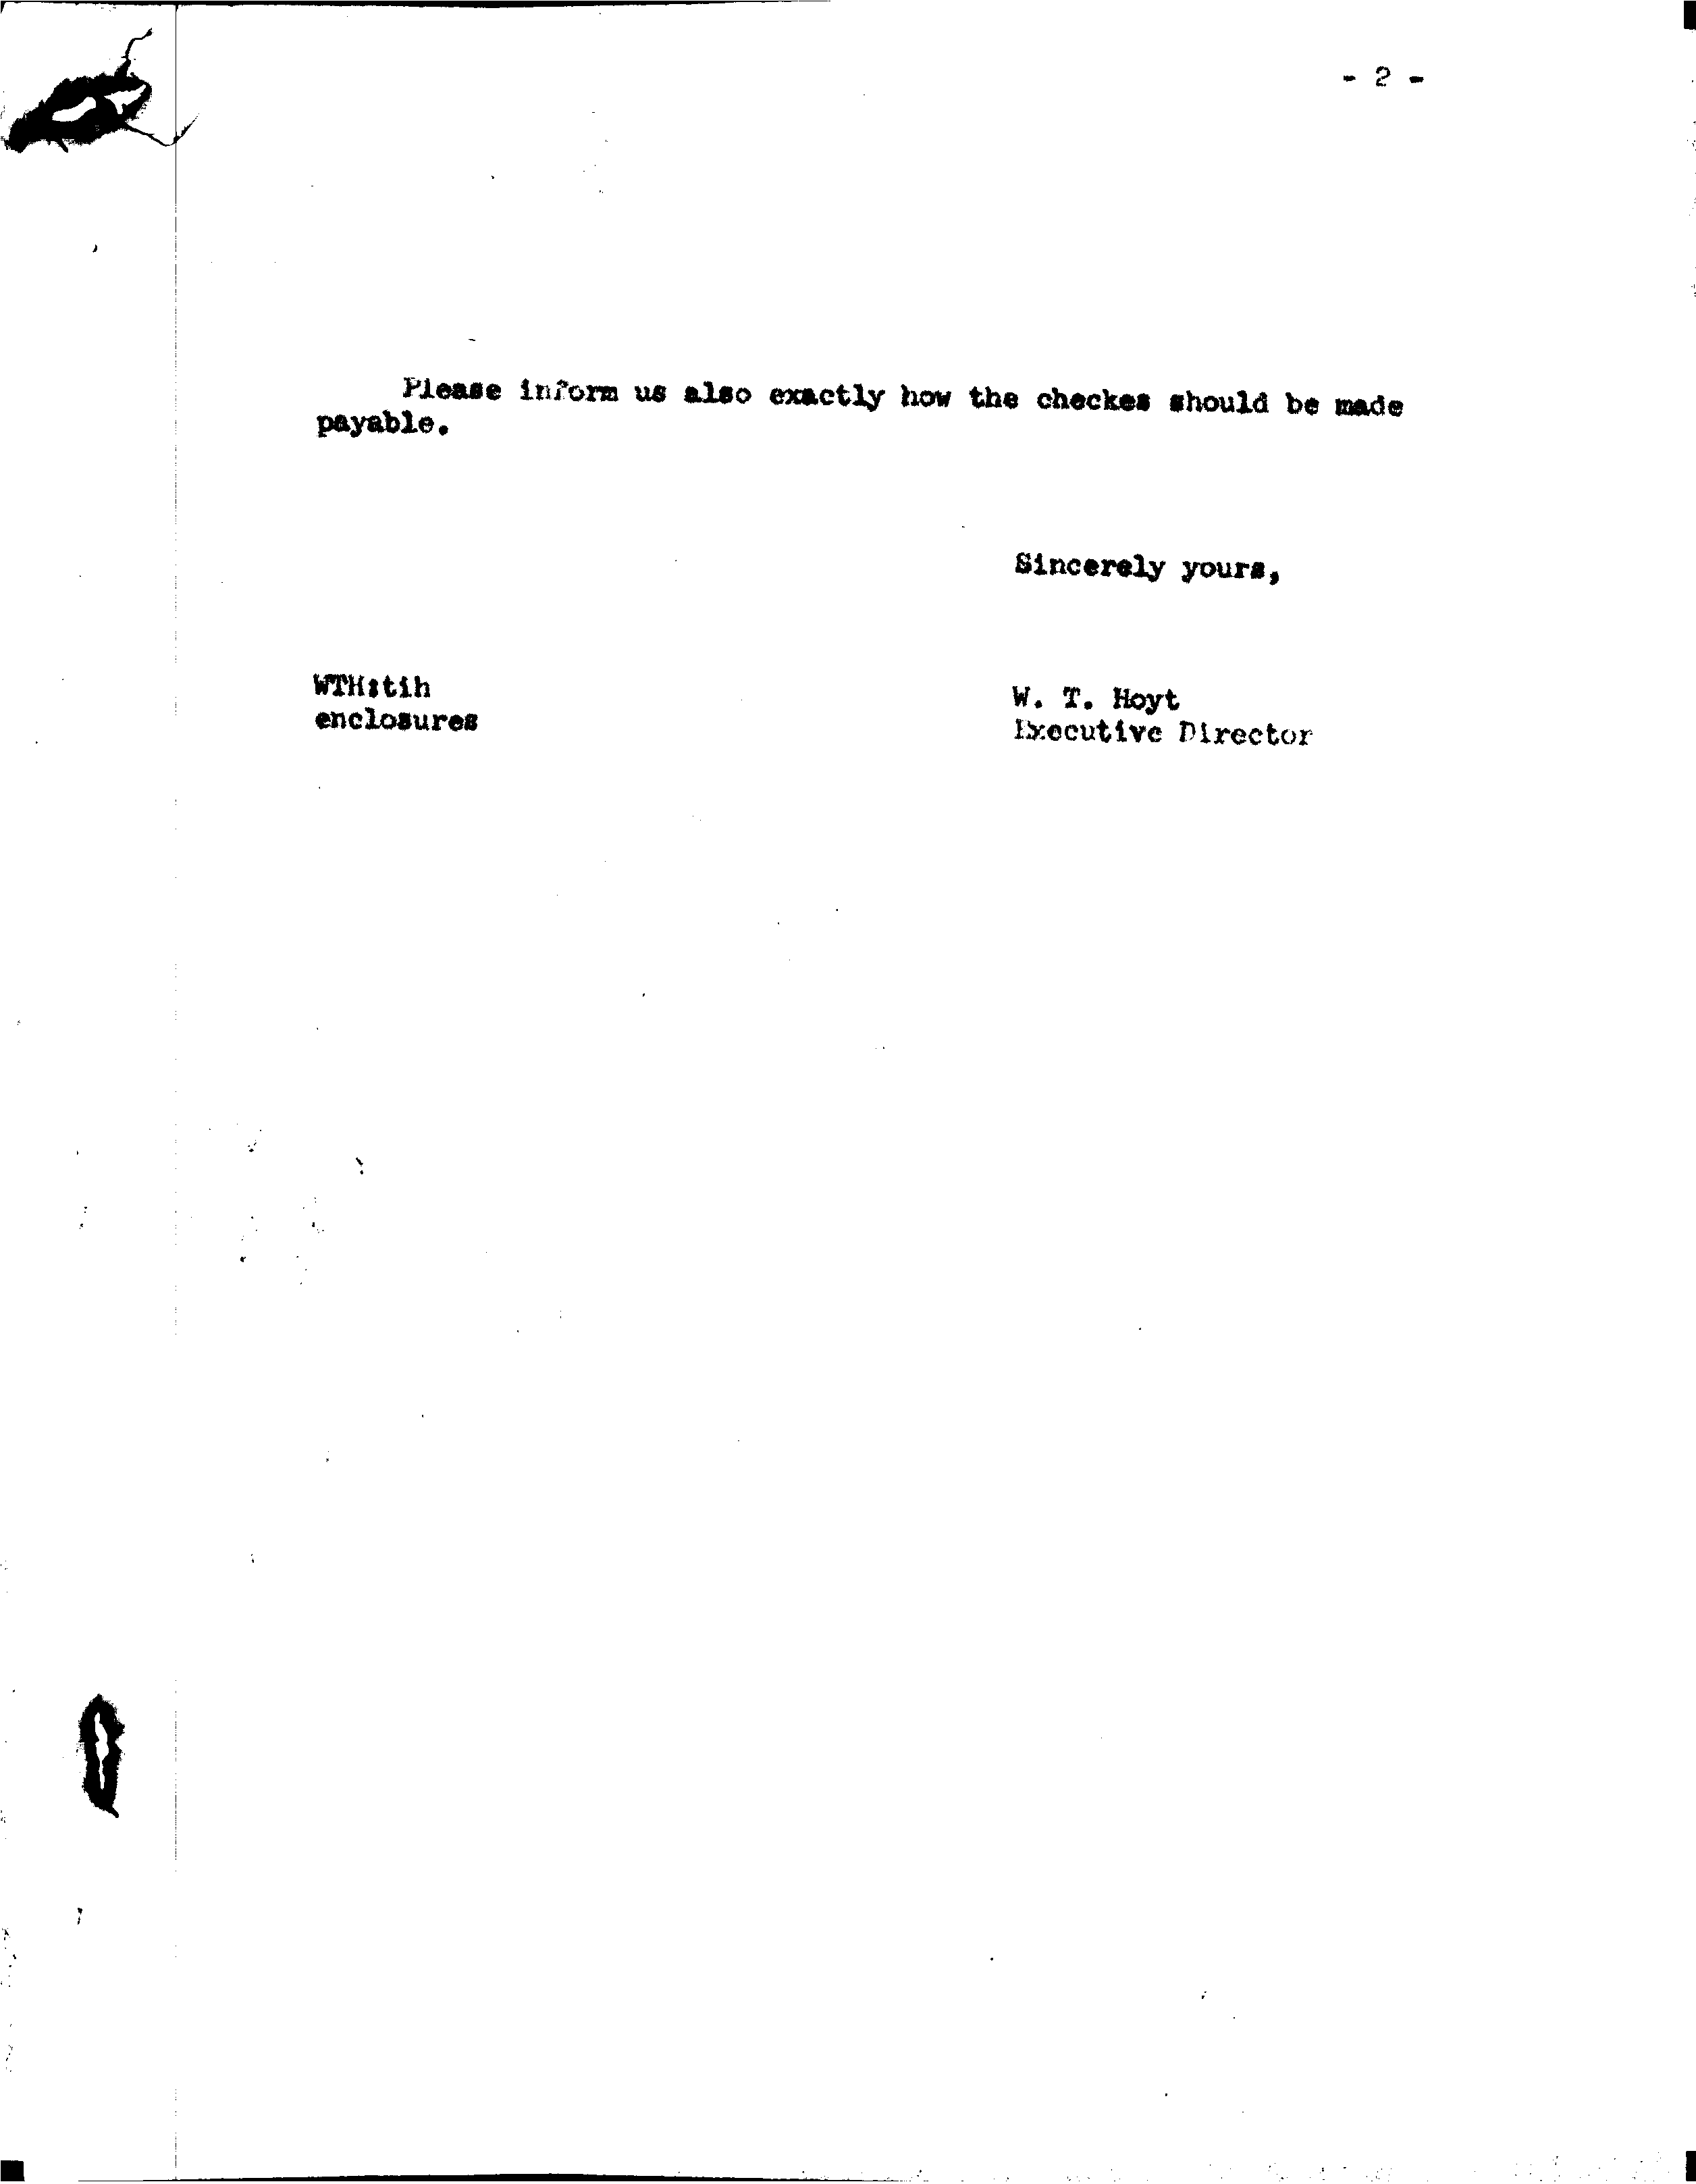 - 2 -
Please inform us also exactly how the checkes should be made
payable.
Sincerely yours,
WTH:tih
enclosures
W. T. Hoyt
Executive Director